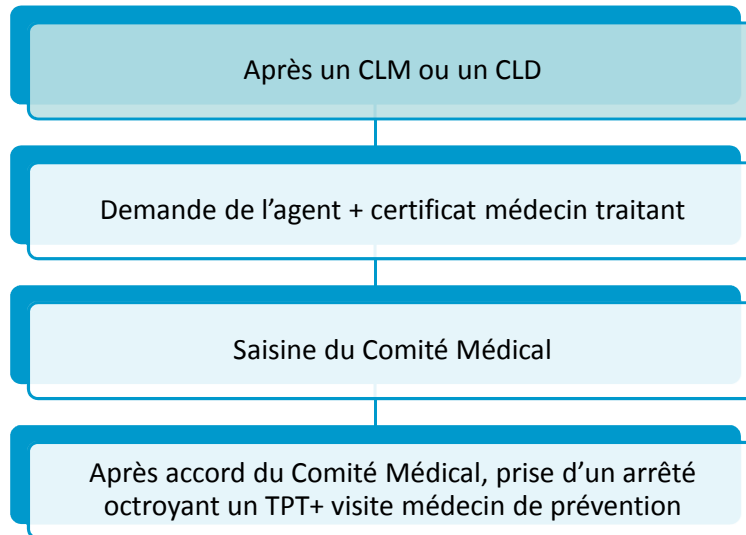 Après un CLM ou un CLD
Demande de l’agent + certificat médecin traitant
Saisine du Comité Médical
Après accord du Comité Médical, prise d’un arrêté
octroyant un TPT+ visite médecin de prévention